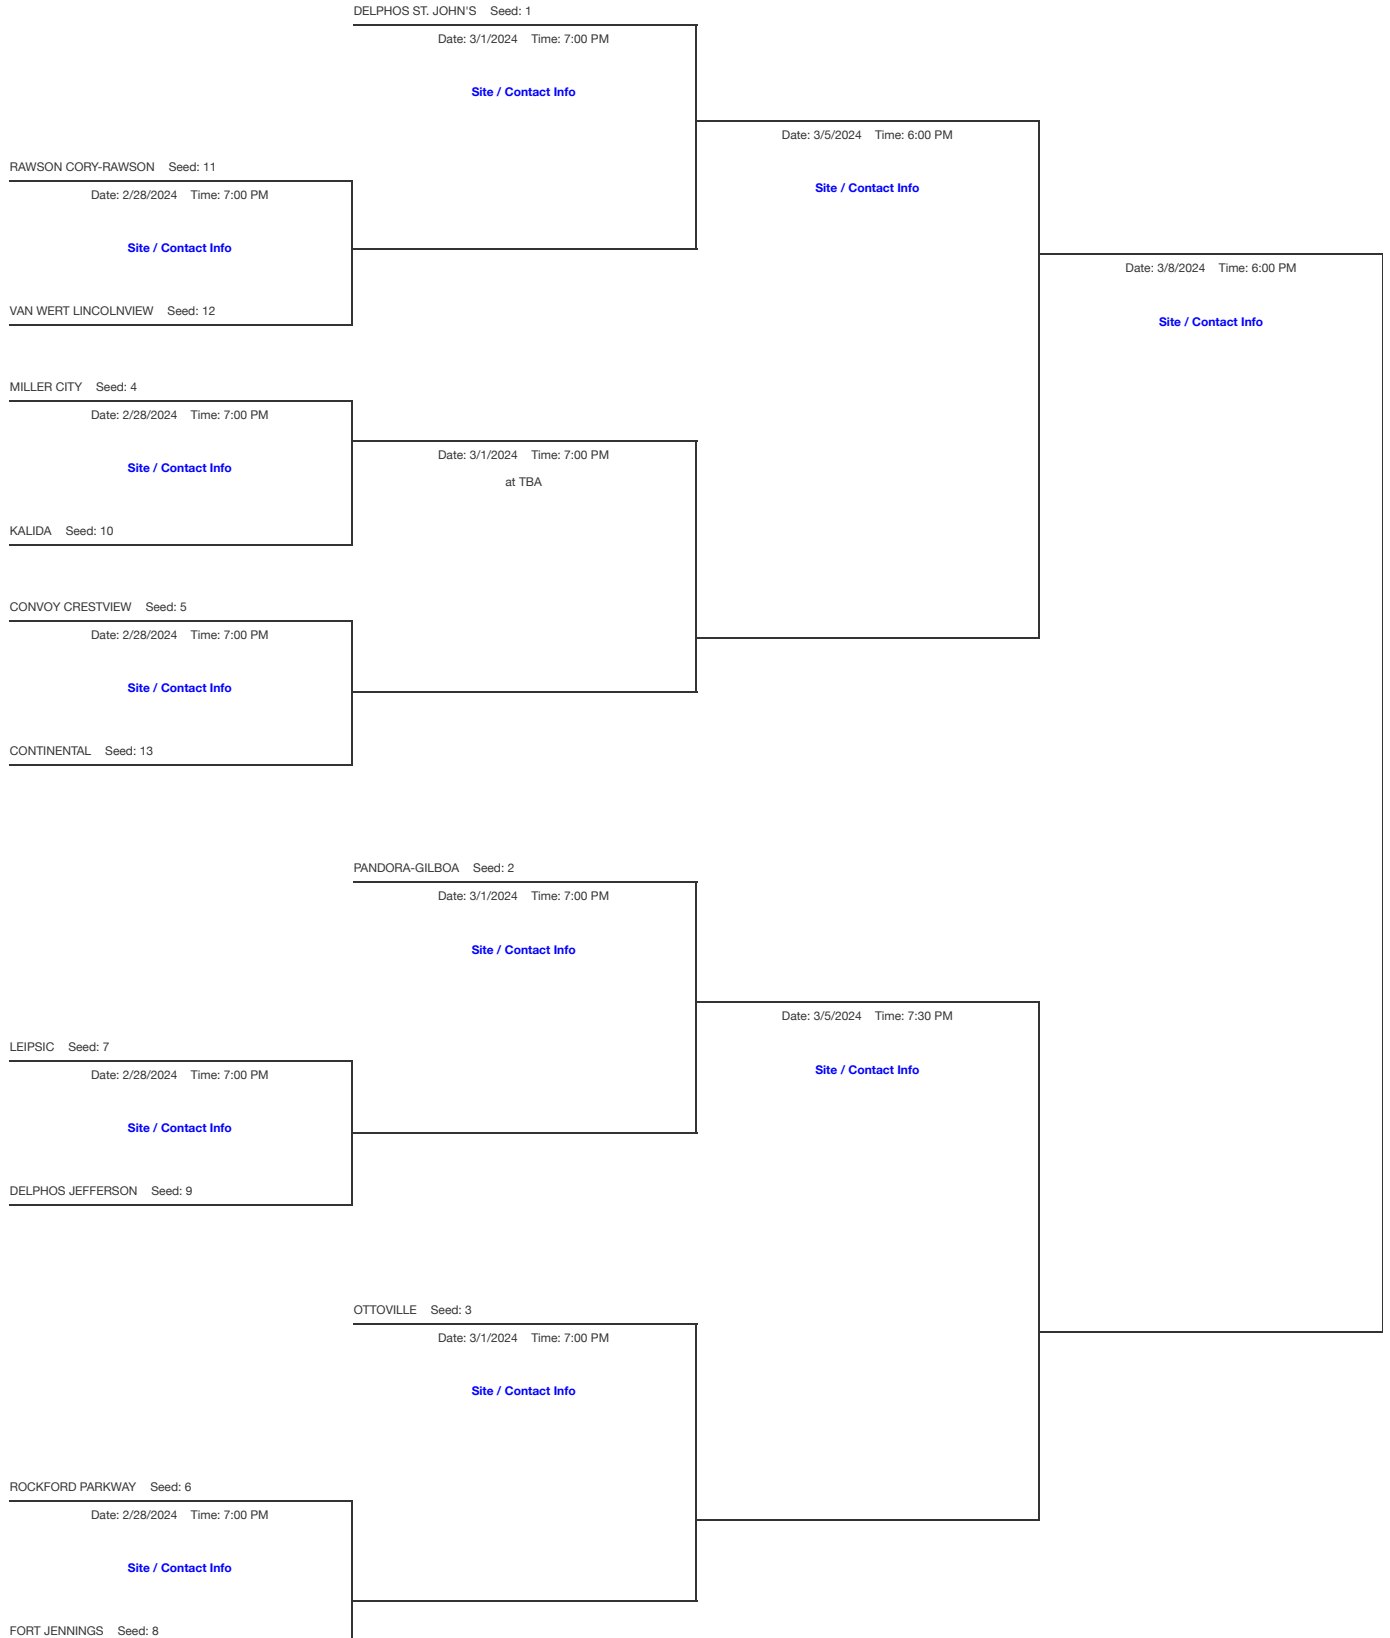 DELPHOS ST. JOHN'S Seed: 1
Date: 3/1/2024 Time: 7:00 PM
Site / Contact Info
Date: 3/5/2024 Time: 6:00 PM
RAWSON CORY-RAWSON Seed: 11
Site / Contact Info
Date: 2/28/2024 Time: 7:00 PM
Site / Contact Info
Date: 3/8/2024 Time: 6:00 PM
VAN WERT LINCOLNVIEW Seed: 12
Site / Contact Info
MILLER CITY Seed: 4
Date: 2/28/2024 Time: 7:00 PM
Date: 3/1/2024 Time: 7:00 PM
Site / Contact Info
at TBA
KALIDA Seed: 10
CONVOY CRESTVIEW Seed: 5
Date: 2/28/2024 Time: 7:00 PM
Site / Contact Info
CONTINENTAL Seed: 13
PANDORA-GILBOA Seed: 2
Date: 3/1/2024 Time: 7:00 PM
Site / Contact Info
Date: 3/5/2024 Time: 7:30 PM
LEIPSIC Seed: 7
Site / Contact Info
Date: 2/28/2024 Time: 7:00 PM
Site / Contact Info
DELPHOS JEFFERSON Seed: 9
OTTOVILLE Seed: 3
Date: 3/1/2024 Time: 7:00 PM
Site / Contact Info
ROCKFORD PARKWAY Seed: 6
Date: 2/28/2024 Time: 7:00 PM
Site / Contact Info
FORT JENNINGS Seed: 8